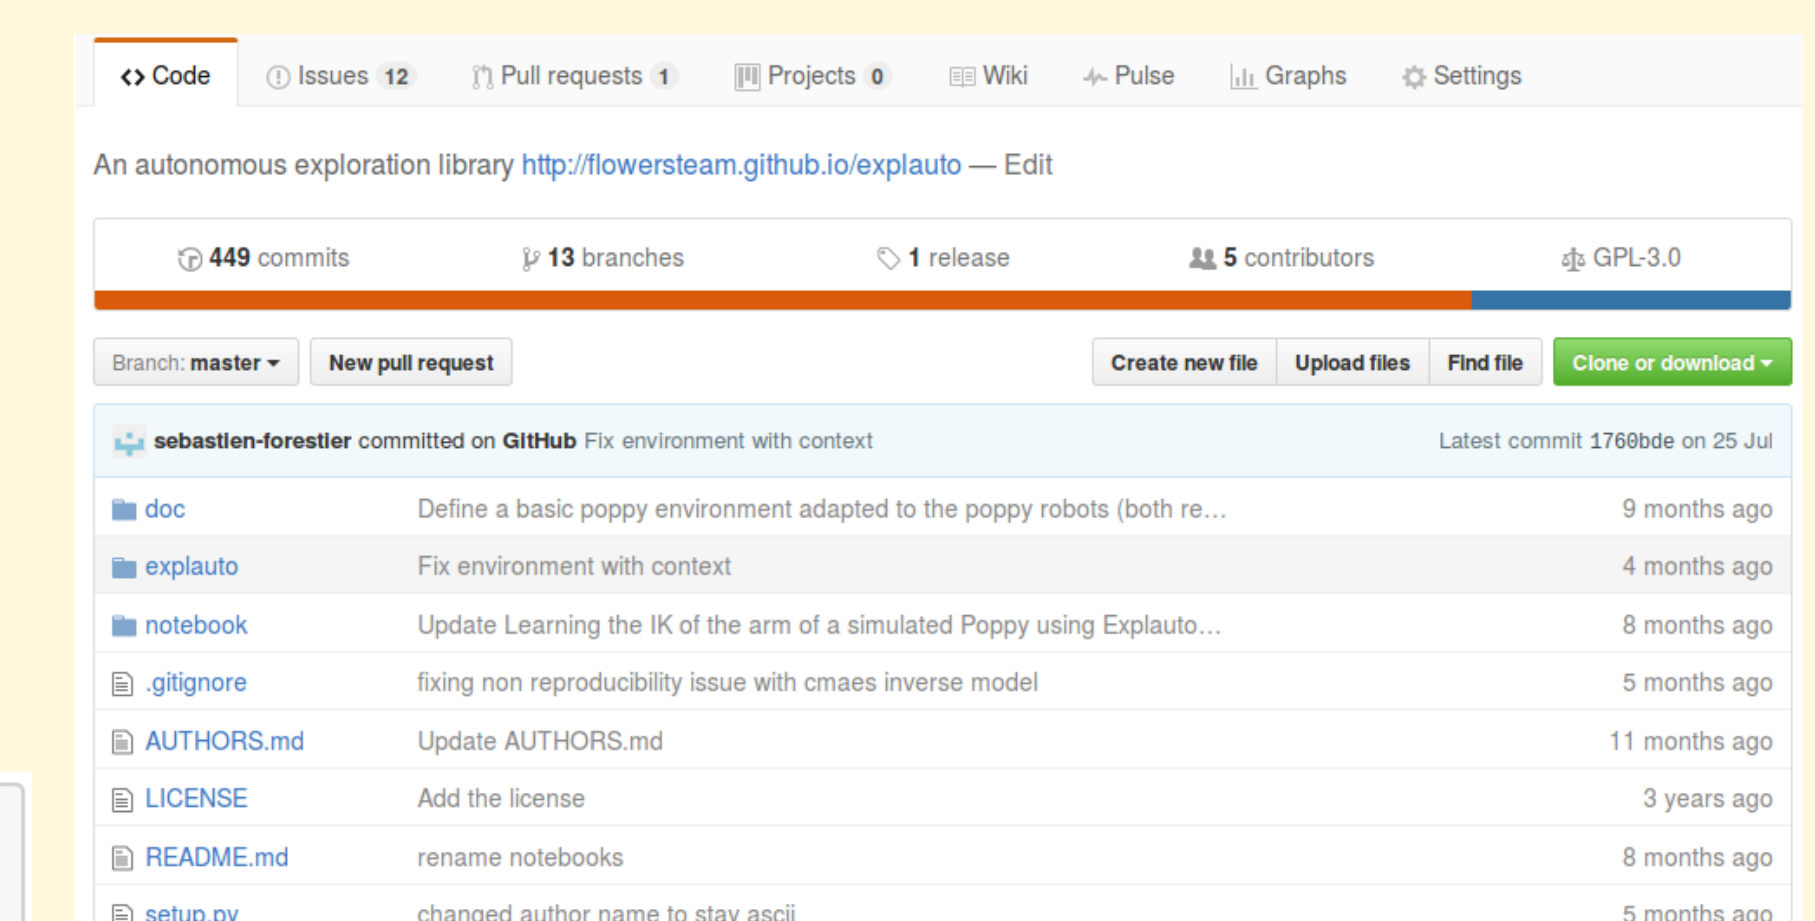 Code Issues 12 Pull requests 1 Projects 0 Wiki Pulse Graphs Settings
An autonomous exploration library http://flowersteam.github.io/explauto — Edit
449 commits 13 branches 1 release 5 contributors GPL-3.0
Branch: master New pull request Create new file Upload files Find file Clone or download
sebastien-forestier committed on GitHub Fix environment with context Latest commit 1760bde on 25 Jul
doc Define a basic poppy environment adapted to the poppy robots (both re… 9 months ago
explauto Fix environment with context 4 months ago
notebook Update Learning the IK of the arm of a simulated Poppy using Explauto… 8 months ago
.gitignore fixing non reproducibility issue with cmaes inverse model 5 months ago
AUTHORS.md Update AUTHORS.md 11 months ago
LICENSE Add the license 3 years ago
README.md rename notebooks 8 months ago
setup.py changed author name to stay ascii 5 months ago